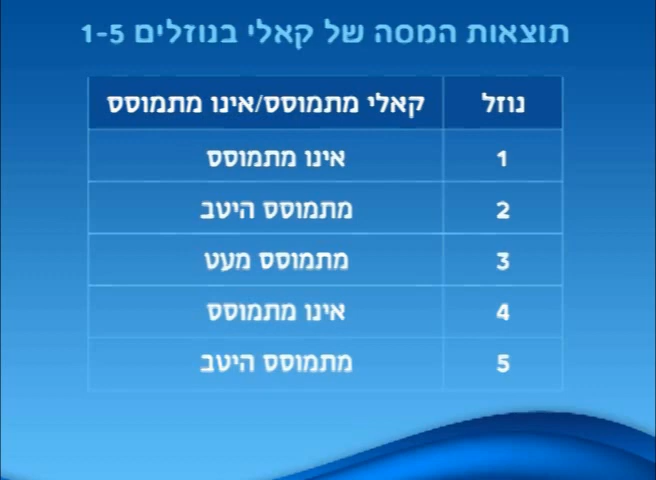 תוצאות המסה של קאלי בנוזלים 1-5
נוזל קאלי מתמוסס/אינו מתמוסס
1 אינו מתמוסס
2 מתמוסס היטב
3 מתמוסס מעט
4 אינו מתמוסס
5 מתמוסס היטב